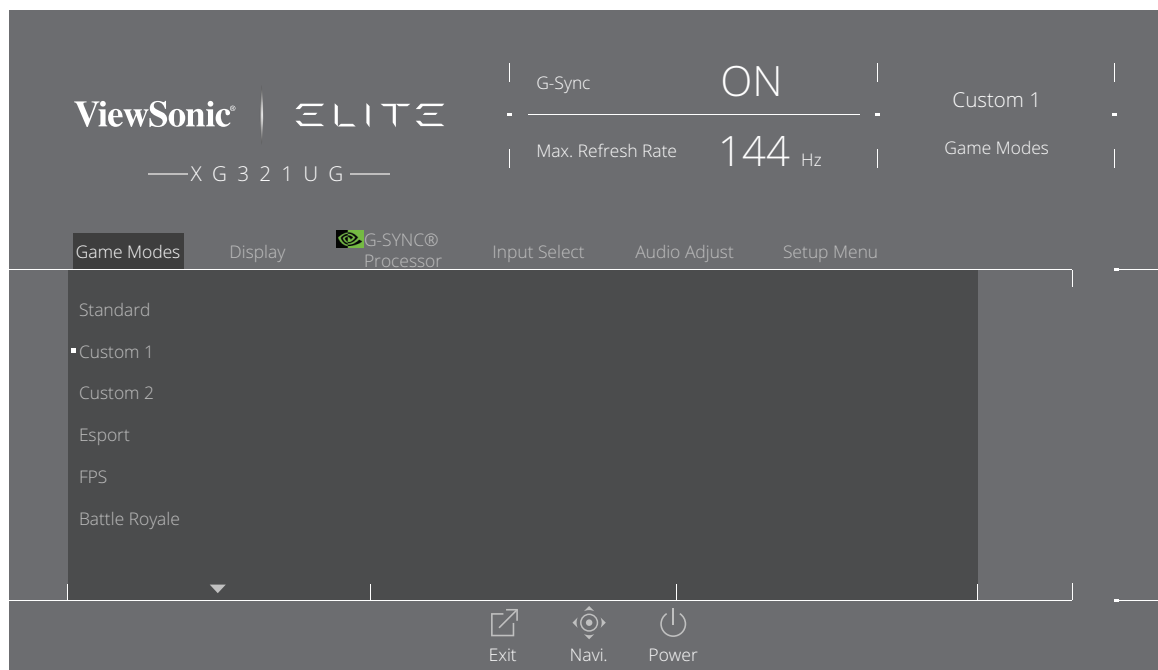 ViewSonic® ELITE
XG321UG
G-Sync ON
Max. Refresh Rate 144 Hz
Custom 1
Game Modes
Game Modes
Display
G-SYNC®
Processor
Input Select
Audio Adjust
Setup Menu
Standard
Custom 1
Custom 2
Esport
FPS
Battle Royale
Exit
Navi.
Power